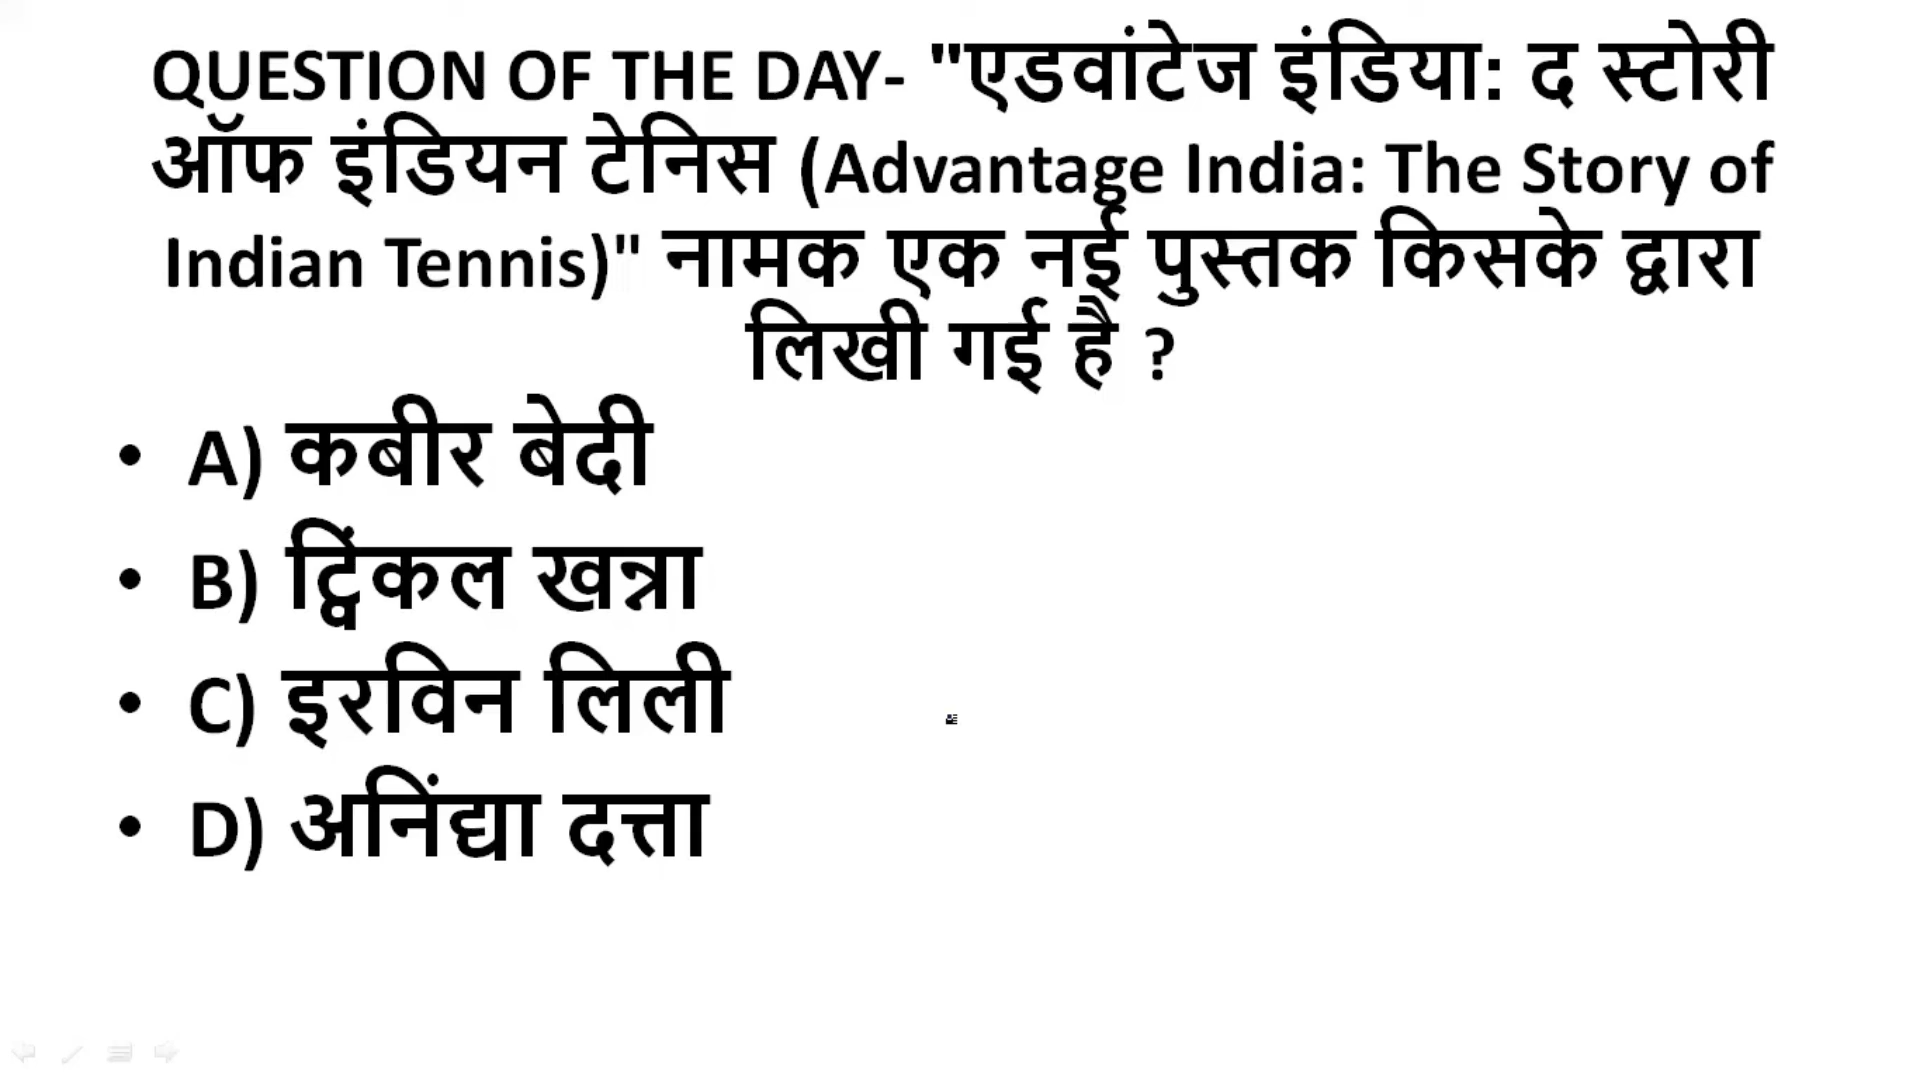 QUESTION OF THE DAY- "एडवांटेज इंडिया: द स्टोरी
ऑफ इंडियन टेनिस (Advantage India: The Story of
Indian Tennis)" नामक एक नई पुस्तक किसके द्वारा
लिखी गई है ?
• A) कबीर बेदी
• B) ट्विंकल खन्ना
• C) इरविन लिली
• D) अनिंद्या दत्ता